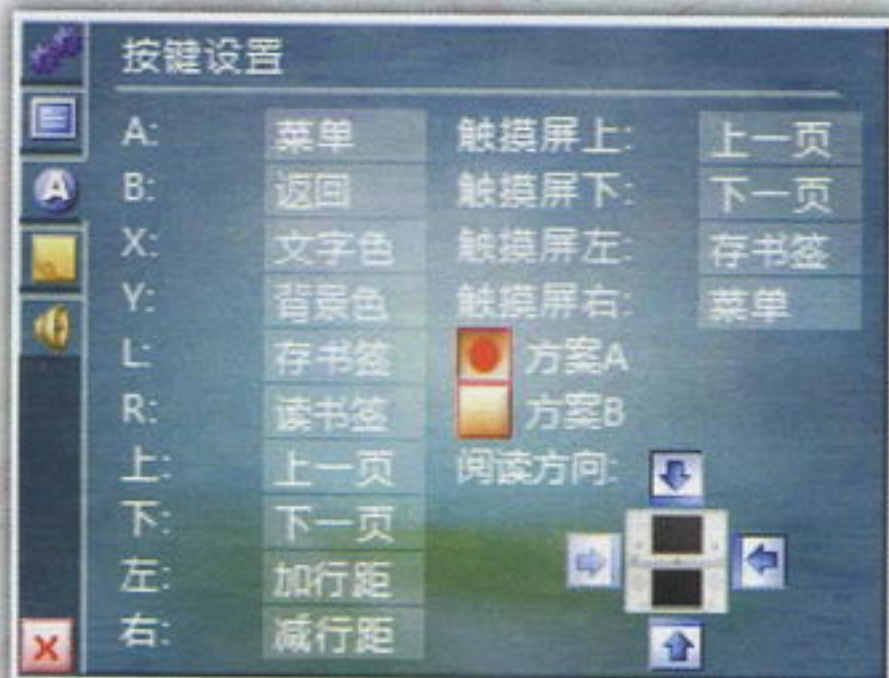 按键设置
A: 菜单 触摸屏上: 上一页
B: 返回 触摸屏下: 下一页
X: 文字色 触摸屏左: 存书签
Y: 背景色 触摸屏右: 菜单
L: 存书签 方案A
R: 读书签 方案B
上: 上一页 阅读方向:
下: 下一页
左: 加行距
右: 减行距
A
X